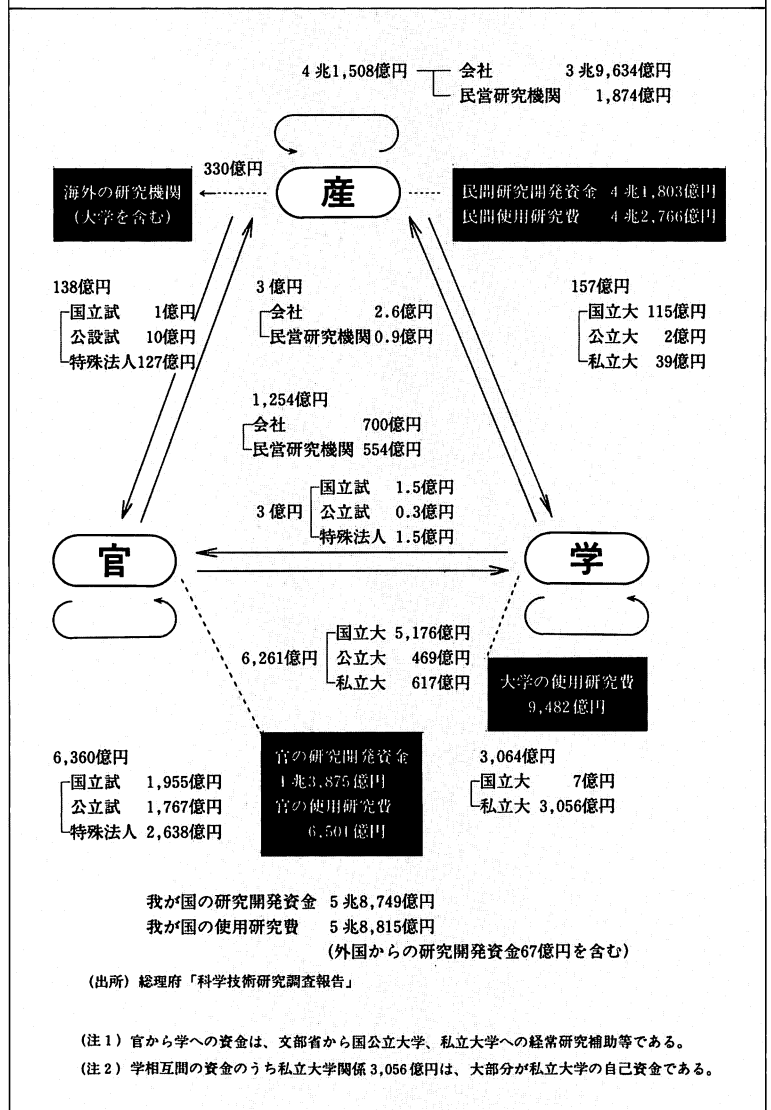 4兆1,508億円 会社 3兆9,634億円
民営研究機関 1,874億円
330億円
海外の研究機関
(大学を含む)
産
民間研究開発資金 4兆1,803億円
民間使用研究費 4兆2,766億円
138億円
国立試 1億円
公設試 10億円
特殊法人127億円
3億円
会社 2.6億円
民営研究機関0.9億円
157億円
国立大 115億円
公立大 2億円
私立大 39億円
1,254億円
会社 700億円
民営研究機関 554億円
3億円
国立試 1.5億円
公立試 0.3億円
特殊法人 1.5億円
官
学
6,261億円
国立大 5,176億円
公立大 469億円
私立大 617億円
大学の使用研究費
9,482億円
6,360億円
国立試 1,955億円
公立試 1,767億円
特殊法人 2,638億円
官の研究開発資金
1兆3,875億円
官の使用研究費
6,501億円
3,064億円
国立大 7億円
私立大 3,056億円
我が国の研究開発資金 5兆8,749億円
我が国の使用研究費 5兆8,815億円
(外国からの研究開発資金67億円を含む)
(出所) 総理府「科学技術研究調査報告」
(注1) 官から学への資金は、文部省から国公立大学、私立大学への経常研究補助等である。
(注2) 学相互間の資金のうち私立大学関係3,056億円は、大部分が私立大学の自己資金である。